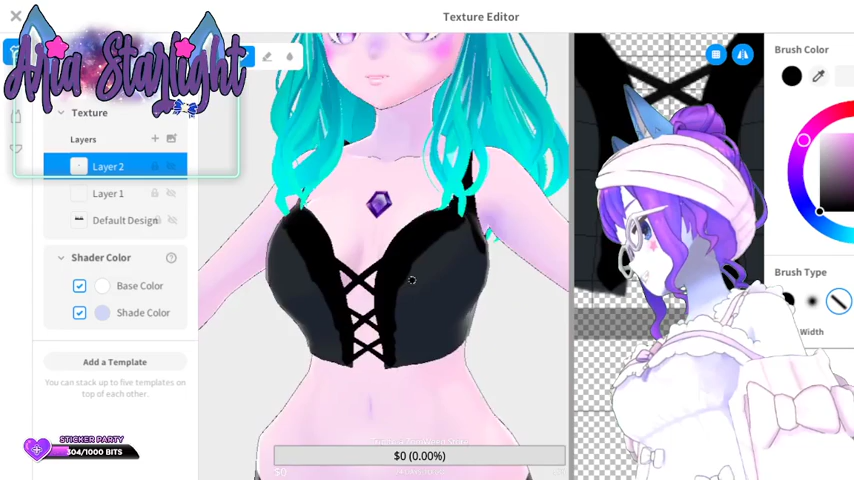 Texture Editor
Aria Starlight
Texture
Layers
Layer 2
Layer 1
Default Design
Shader Color
Base Color
Shade Color
Add a Template
You can stack up to five templates on
top of each other.
STICKER PARTY
304/1000 BITS
$0 (0.00%)
$0
Brush Color
Brush Type
Width